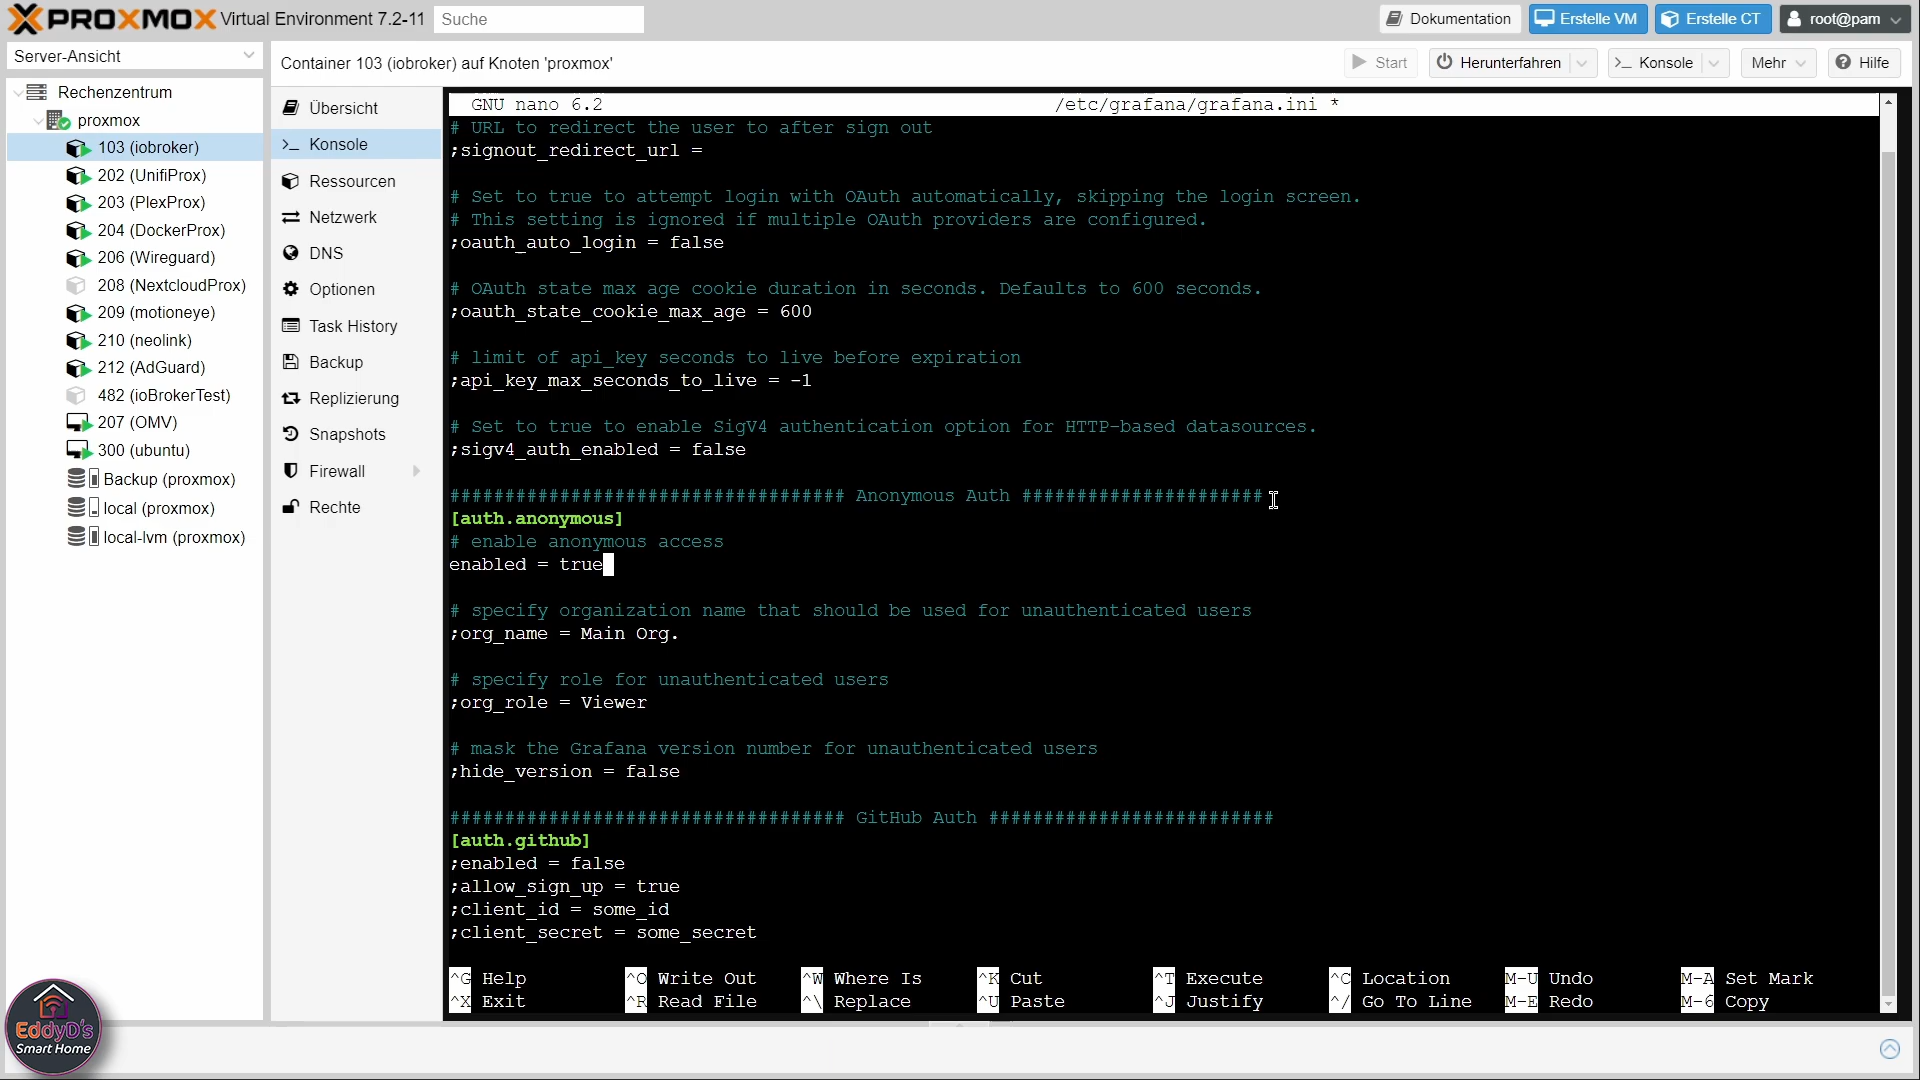 PROXMOX Virtual Environment 7.2-11 Suche Dokumentation Erstelle VM Erstelle CT root@pam
Server-Ansicht
Container 103 (iobroker) auf Knoten 'proxmox' Start Herunterfahren >_ Konsole Mehr Hilfe
Rechenzentrum
proxmox
103 (iobroker)
202 (UnifiProx)
203 (PlexProx)
204 (DockerProx)
206 (Wireguard)
208 (NextcloudProx)
209 (motioneye)
210 (neolink)
212 (AdGuard)
482 (ioBrokerTest)
207 (OMV)
300 (ubuntu)
Backup (proxmox)
local (proxmox)
local-lvm (proxmox)
Übersicht
>_ Konsole
Ressourcen
Netzwerk
DNS
Optionen
Task History
Backup
Replizierung
Snapshots
Firewall
Rechte
GNU nano 6.2 /etc/grafana/grafana.ini *
# URL to redirect the user to after sign out
;signout_redirect_url =
# Set to true to attempt login with OAuth automatically, skipping the login screen.
# This setting is ignored if multiple OAuth providers are configured.
;oauth_auto_login = false
# OAuth state max age cookie duration in seconds. Defaults to 600 seconds.
;oauth_state_cookie_max_age = 600
# limit of api_key seconds to live before expiration
;api_key_max_seconds_to_live = -1
# Set to true to enable SigV4 authentication option for HTTP-based datasources.
;sigv4_auth_enabled = false
#################################### Anonymous Auth ######################
[auth.anonymous]
# enable anonymous access
enabled = true
# specify organization name that should be used for unauthenticated users
;org_name = Main Org.
# specify role for unauthenticated users
;org_role = Viewer
# mask the Grafana version number for unauthenticated users
;hide_version = false
#################################### GitHub Auth ##########################
[auth.github]
;enabled = false
;allow_sign_up = true
;client_id = some_id
;client_secret = some_secret
^G Help ^O Write Out ^W Where Is ^K Cut ^T Execute ^C Location M-U Undo M-A Set Mark
^X Exit ^R Read File ^\ Replace ^U Paste ^J Justify ^/ Go To Line M-E Redo M-6 Copy
EddyD's
Smart Home